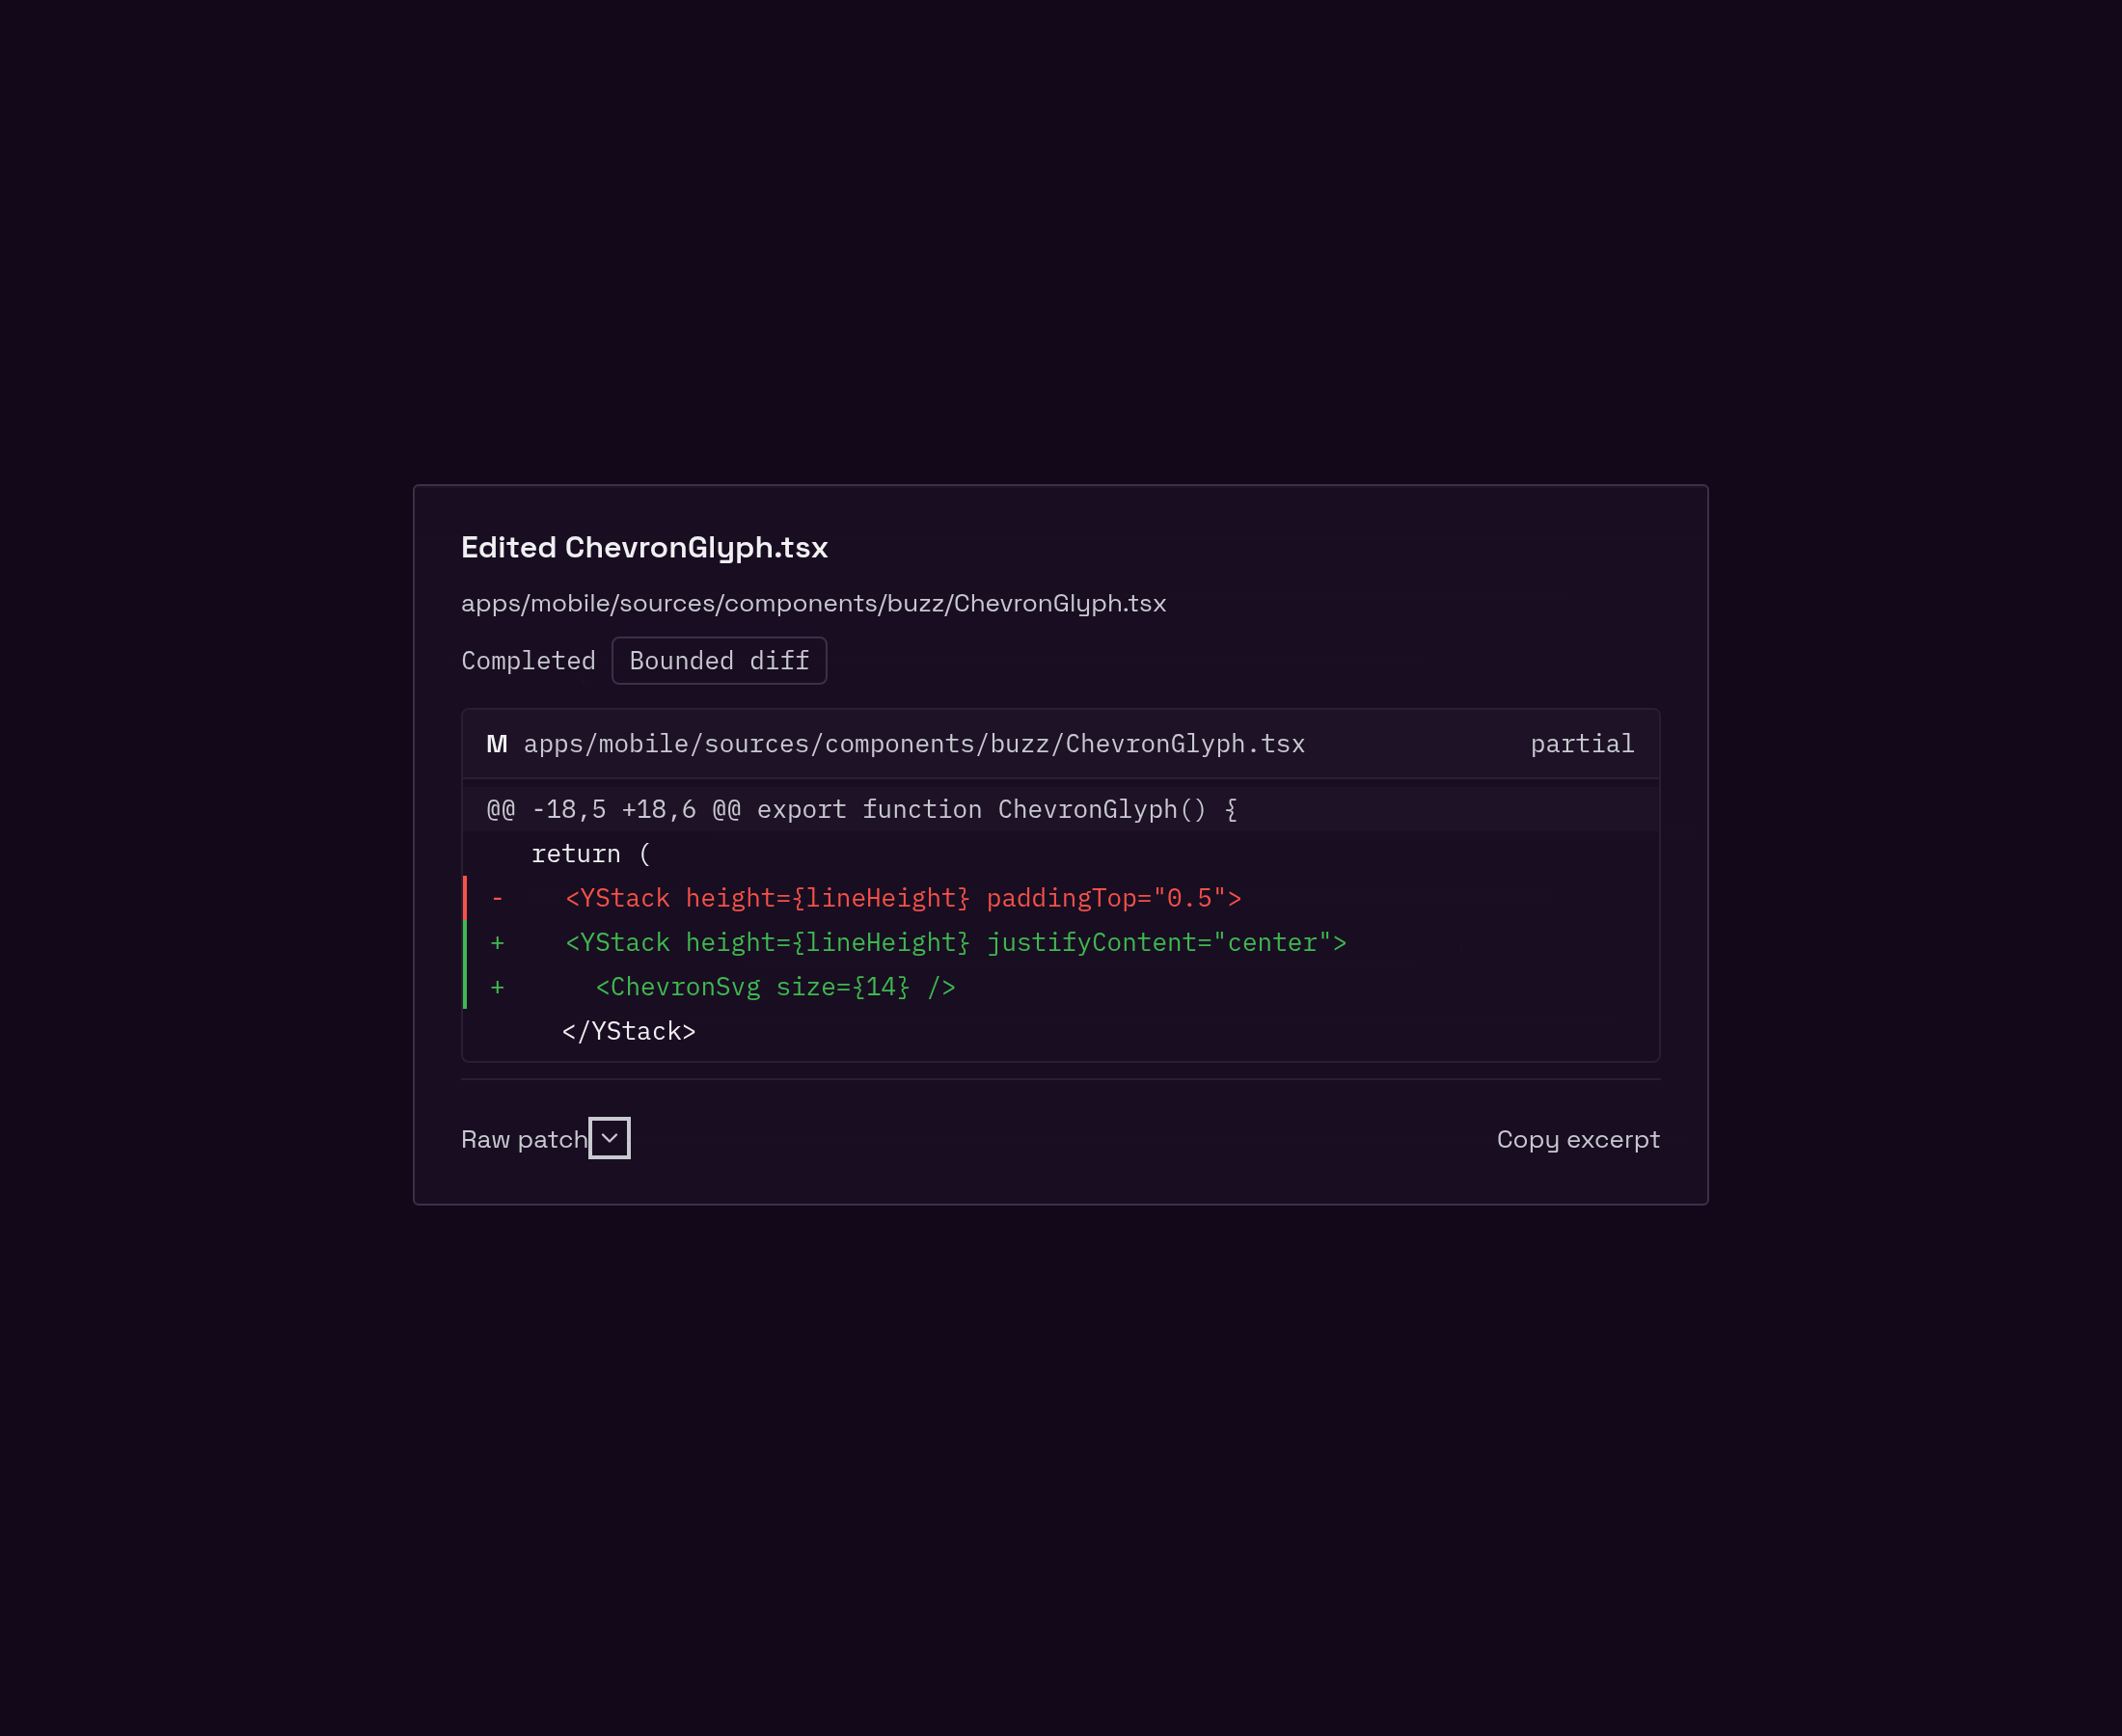 Edited ChevronGlyph.tsx
apps/mobile/sources/components/buzz/ChevronGlyph.tsx
Completed Bounded diff
M apps/mobile/sources/components/buzz/ChevronGlyph.tsx partial
@@ -18,5 +18,6 @@ export function ChevronGlyph() {
return (
- <YStack height={lineHeight} paddingTop="0.5">
+ <YStack height={lineHeight} justifyContent="center">
+ <ChevronSvg size={14} />
</YStack>
Raw patch Copy excerpt